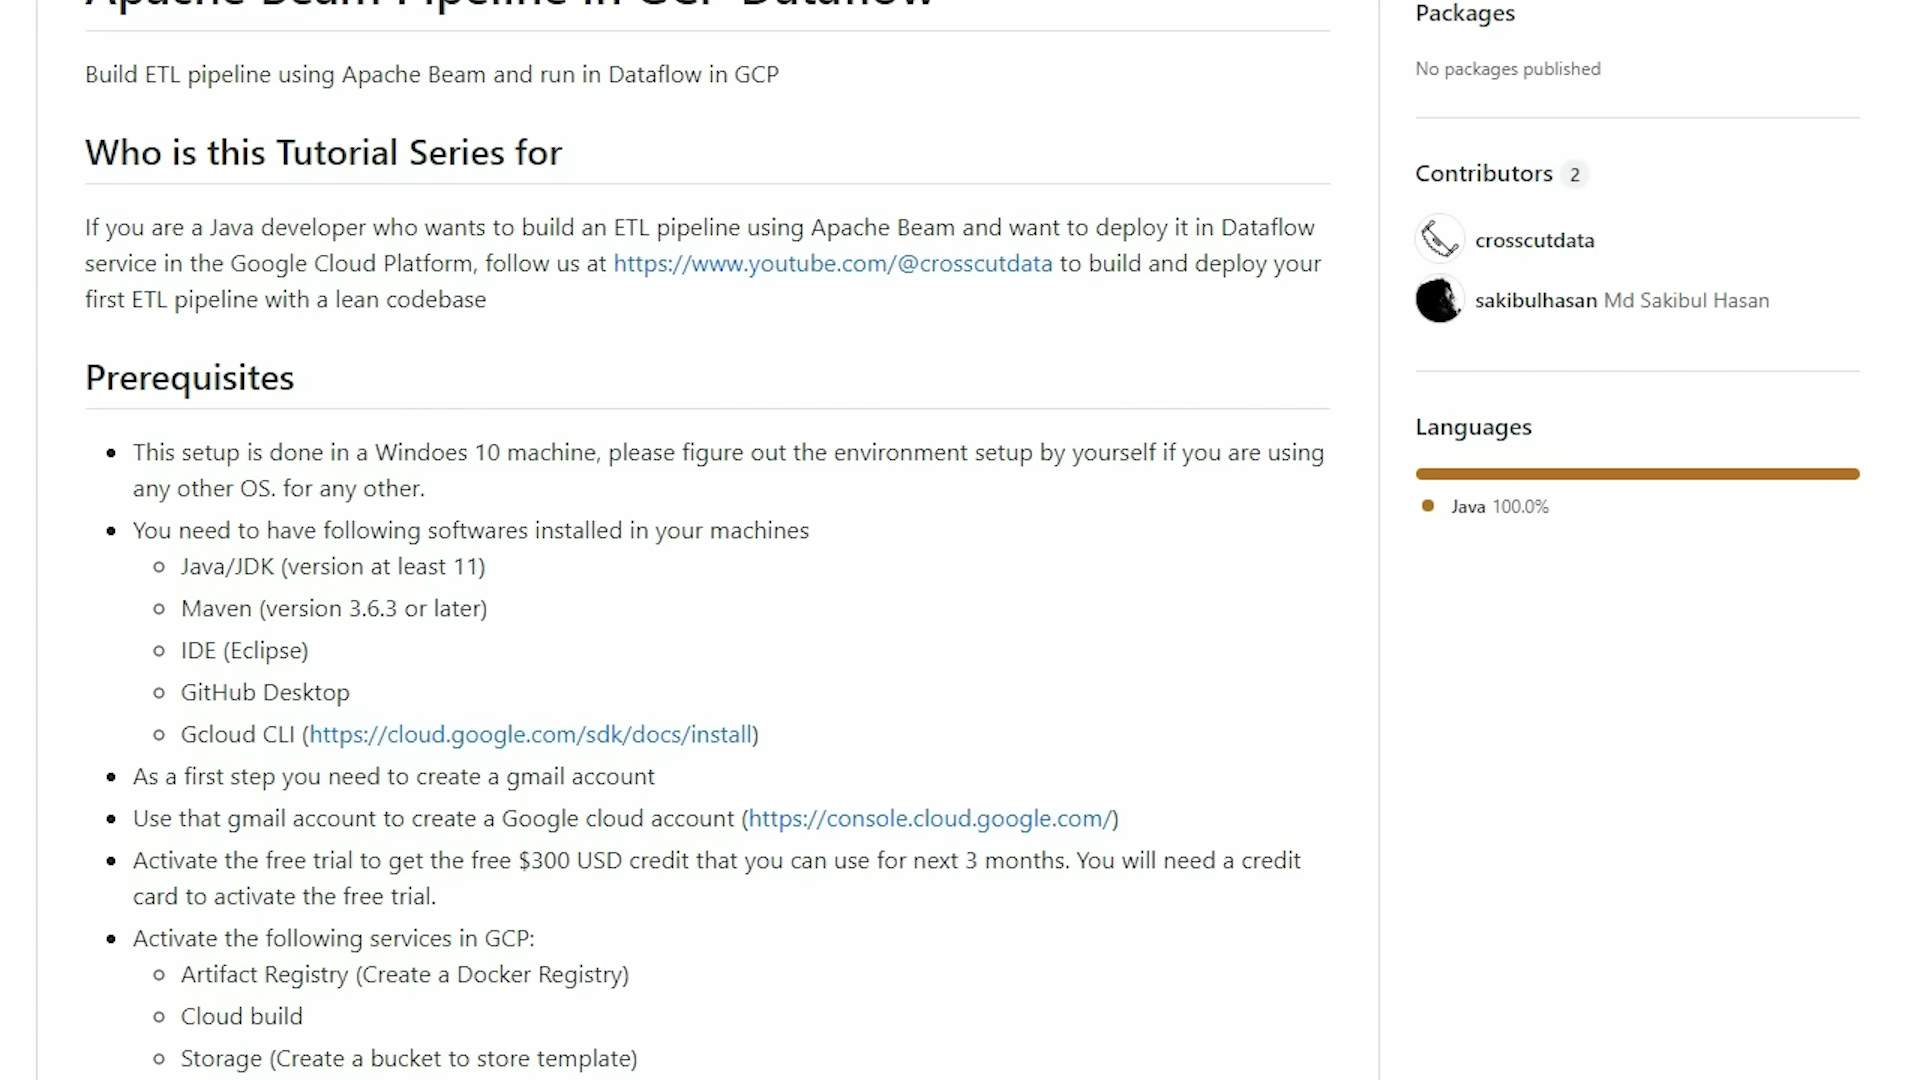 Apache Beam Pipeline in GCP Dataflow
Build ETL pipeline using Apache Beam and run in Dataflow in GCP
Who is this Tutorial Series for
If you are a Java developer who wants to build an ETL pipeline using Apache Beam and want to deploy it in Dataflow
service in the Google Cloud Platform, follow us at https://www.youtube.com/@crosscutdata to build and deploy your
first ETL pipeline with a lean codebase
Prerequisites
This setup is done in a Windoes 10 machine, please figure out the environment setup by yourself if you are using
any other OS. for any other.
You need to have following softwares installed in your machines
Java/JDK (version at least 11)
Maven (version 3.6.3 or later)
IDE (Eclipse)
GitHub Desktop
Gcloud CLI (https://cloud.google.com/sdk/docs/install)
As a first step you need to create a gmail account
Use that gmail account to create a Google cloud account (https://console.cloud.google.com/)
Activate the free trial to get the free $300 USD credit that you can use for next 3 months. You will need a credit
card to activate the free trial.
Activate the following services in GCP:
Artifact Registry (Create a Docker Registry)
Cloud build
Storage (Create a bucket to store template)
Packages
No packages published
Contributors 2
crosscutdata
sakibulhasan Md Sakibul Hasan
Languages
Java 100.0%